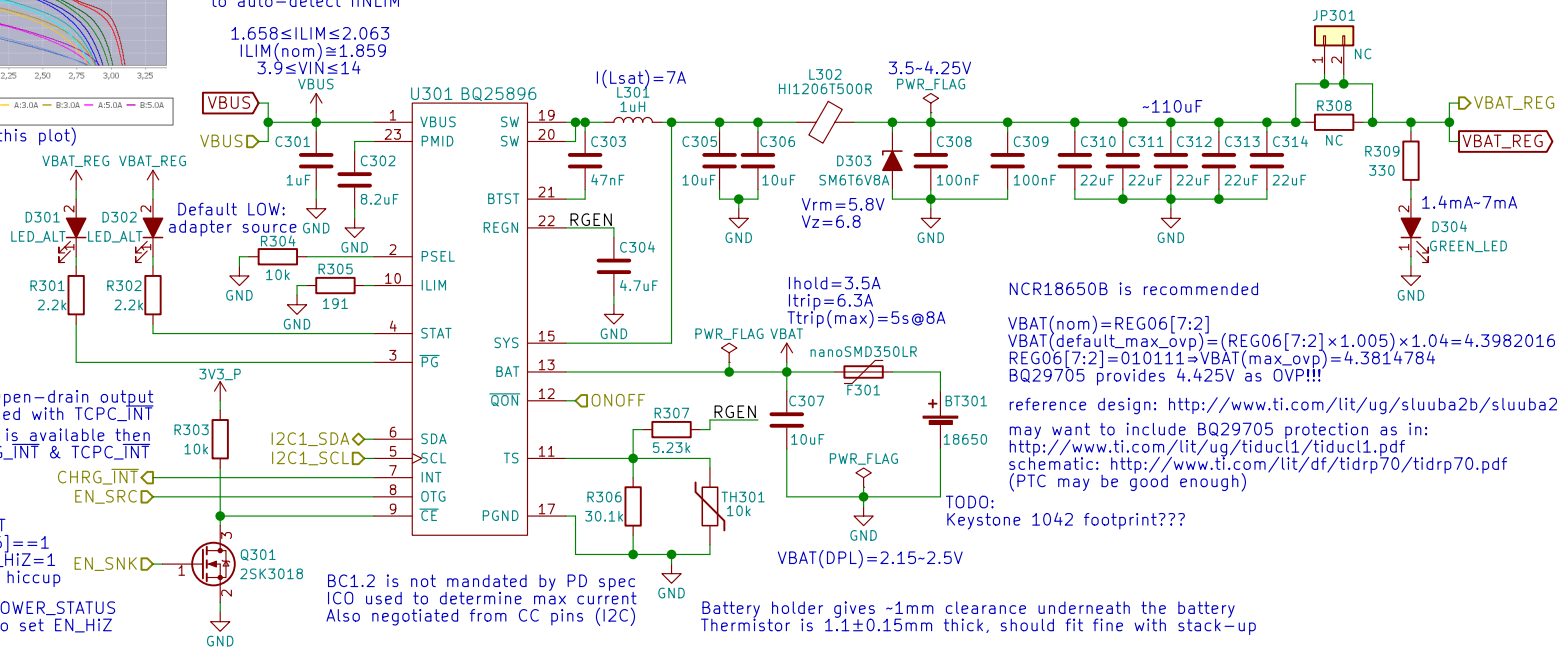 to auto-detect IINLIM
1.658≤ILIM≤2.063
ILIM(nom)≅1.859
3.9≤VIN≤14
VBUS
2,25 2,50 2,75 3,00 3,25
A:3.0A B:3.0A A:5.0A B:5.0A
this plot)
VBUS
VBUS
C301
1uF
GND
C302
8.2uF
GND
VBAT_REG VBAT_REG
D301
LED_ALT
2
1
D302
LED_ALT
2
1
R301
2.2k
R302
2.2k
Default LOW:
adapter source
R304
10k
GND
R305
191
GND
U301 BQ25896
1 VBUS
23 PMID
2 PSEL
10 ILIM
4 STAT
3 PG
6 SDA
5 SCL
7 INT
8 OTG
9 CE
SW 19
SW 20
BTST 21
REGN 22
SYS 15
BAT 13
QON 12
TS 11
PGND 17
I(Lsat)=7A
L301
1uH
C303
47nF
RGEN
C304
4.7uF
GND
C305
10uF
C306
10uF
GND
L302
HI1206T500R
3.5~4.25V
PWR_FLAG
D303
SM6T6V8A
Vrm=5.8V
Vz=6.8
C308
100nF
GND
C309
100nF
~110uF
C310
22uF
C311
22uF
C312
22uF
C313
22uF
C314
22uF
GND
JP301
1
2
R308
NC
NC
VBAT_REG
VBAT_REG
R309
330
1.4mA~7mA
2
D304
1
GREEN_LED
GND
Ihold=3.5A
Itrip=6.3A
Ttrip(max)=5s@8A
PWR_FLAG VBAT
nanoSMD350LR
F301
ONOFF
R307
5.23k
RGEN
C307
10uF
BT301
+
18650
PWR_FLAG
GND
R306
30.1k
TH301
10k
GND
VBAT(DPL)=2.15~2.5V
TODO:
Keystone 1042 footprint???
NCR18650B is recommended
VBAT(nom)=REG06[7:2]
VBAT(default_max_ovp)=(REG06[7:2]×1.005)×1.04=4.3982016
REG06[7:2]=010111⇒VBAT(max_ovp)=4.3814784
BQ29705 provides 4.425V as OVP!!!
reference design: http://www.ti.com/lit/ug/sluuba2b/sluuba2
may want to include BQ29705 protection as in:
http://www.ti.com/lit/ug/tiducl1/tiducl1.pdf
schematic: http://www.ti.com/lit/df/tidrp70/tidrp70.pdf
(PTC may be good enough)
3V3_P
R303
10k
open-drain output
ed with TCPC_INT
is available then
G_INT & TCPC_INT
I2C1_SDA
I2C1_SCL
CHRG_INT
EN_SRC
EN_SNK
3
1
2
Q301
2SK3018
GND
]==1
_HiZ=1
hiccup
OWER_STATUS
o set EN_HiZ
BC1.2 is not mandated by PD spec
ICO used to determine max current
Also negotiated from CC pins (I2C)
Battery holder gives ~1mm clearance underneath the battery
Thermistor is 1.1±0.15mm thick, should fit fine with stack-up